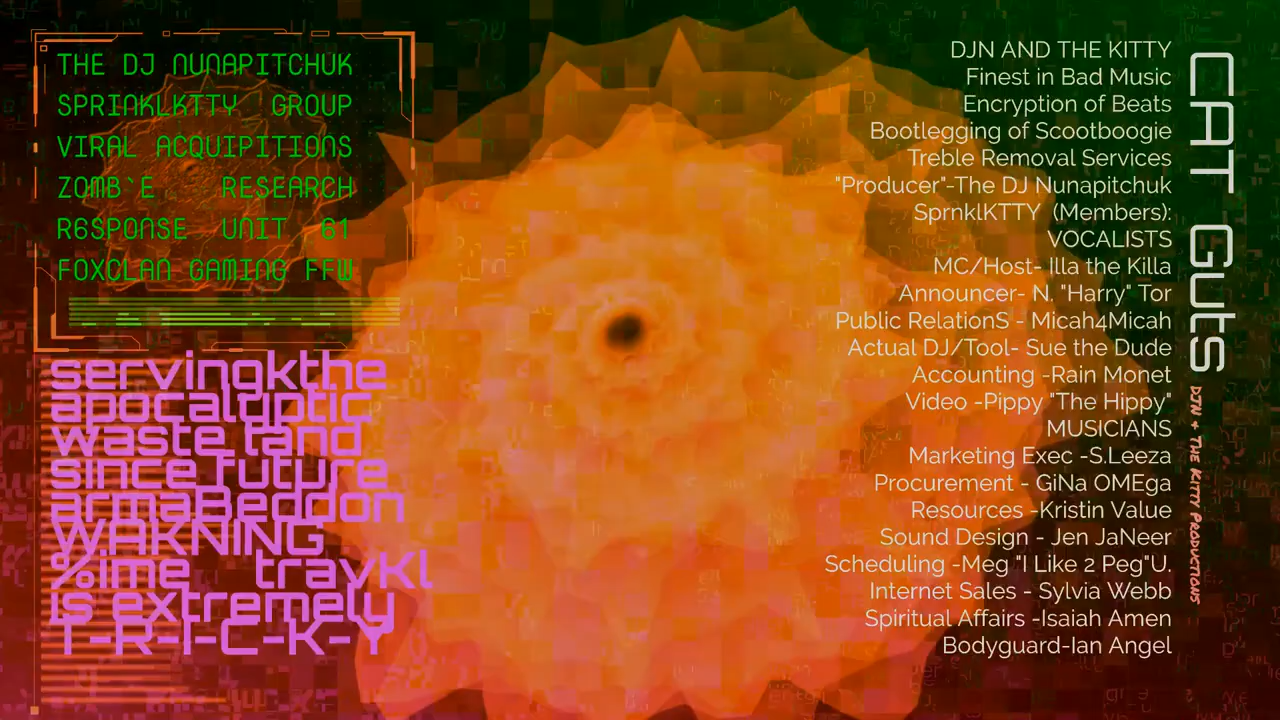 THE DJ NUNAPITCHUK
SPRINKLKTTY GROUP
VIRAL ACQUIPITIONS
ZOMB`E RESEARCH
R6SPONSE UNIT 61
FOXCLAN GAMING FFW
servingkthe
apocalyptic
waste land
since future
armaBeddon
WARNING
%ime travKl
is extremely
T-R-I-C-K-Y
DJN AND THE KITTY
Finest in Bad Music
Encryption of Beats
Bootlegging of Scootboogie
Treble Removal Services
"Producer"-The DJ Nunapitchuk
SprnklKTTY (Members):
VOCALISTS
MC/Host- Illa the Killa
Announcer- N. "Harry" Tor
Public RelationS - Micah4Micah
Actual DJ/Tool- Sue the Dude
Accounting -Rain Monet
Video -Pippy "The Hippy"
MUSICIANS
Marketing Exec -S.Leeza
Procurement - GiNa OMEga
Resources -Kristin Value
Sound Design - Jen JaNeer
Scheduling -Meg "I Like 2 Peg"U.
Internet Sales - Sylvia Webb
Spiritual Affairs -Isaiah Amen
Bodyguard-Ian Angel
CAT Guts
DJN + The Kitty Productions